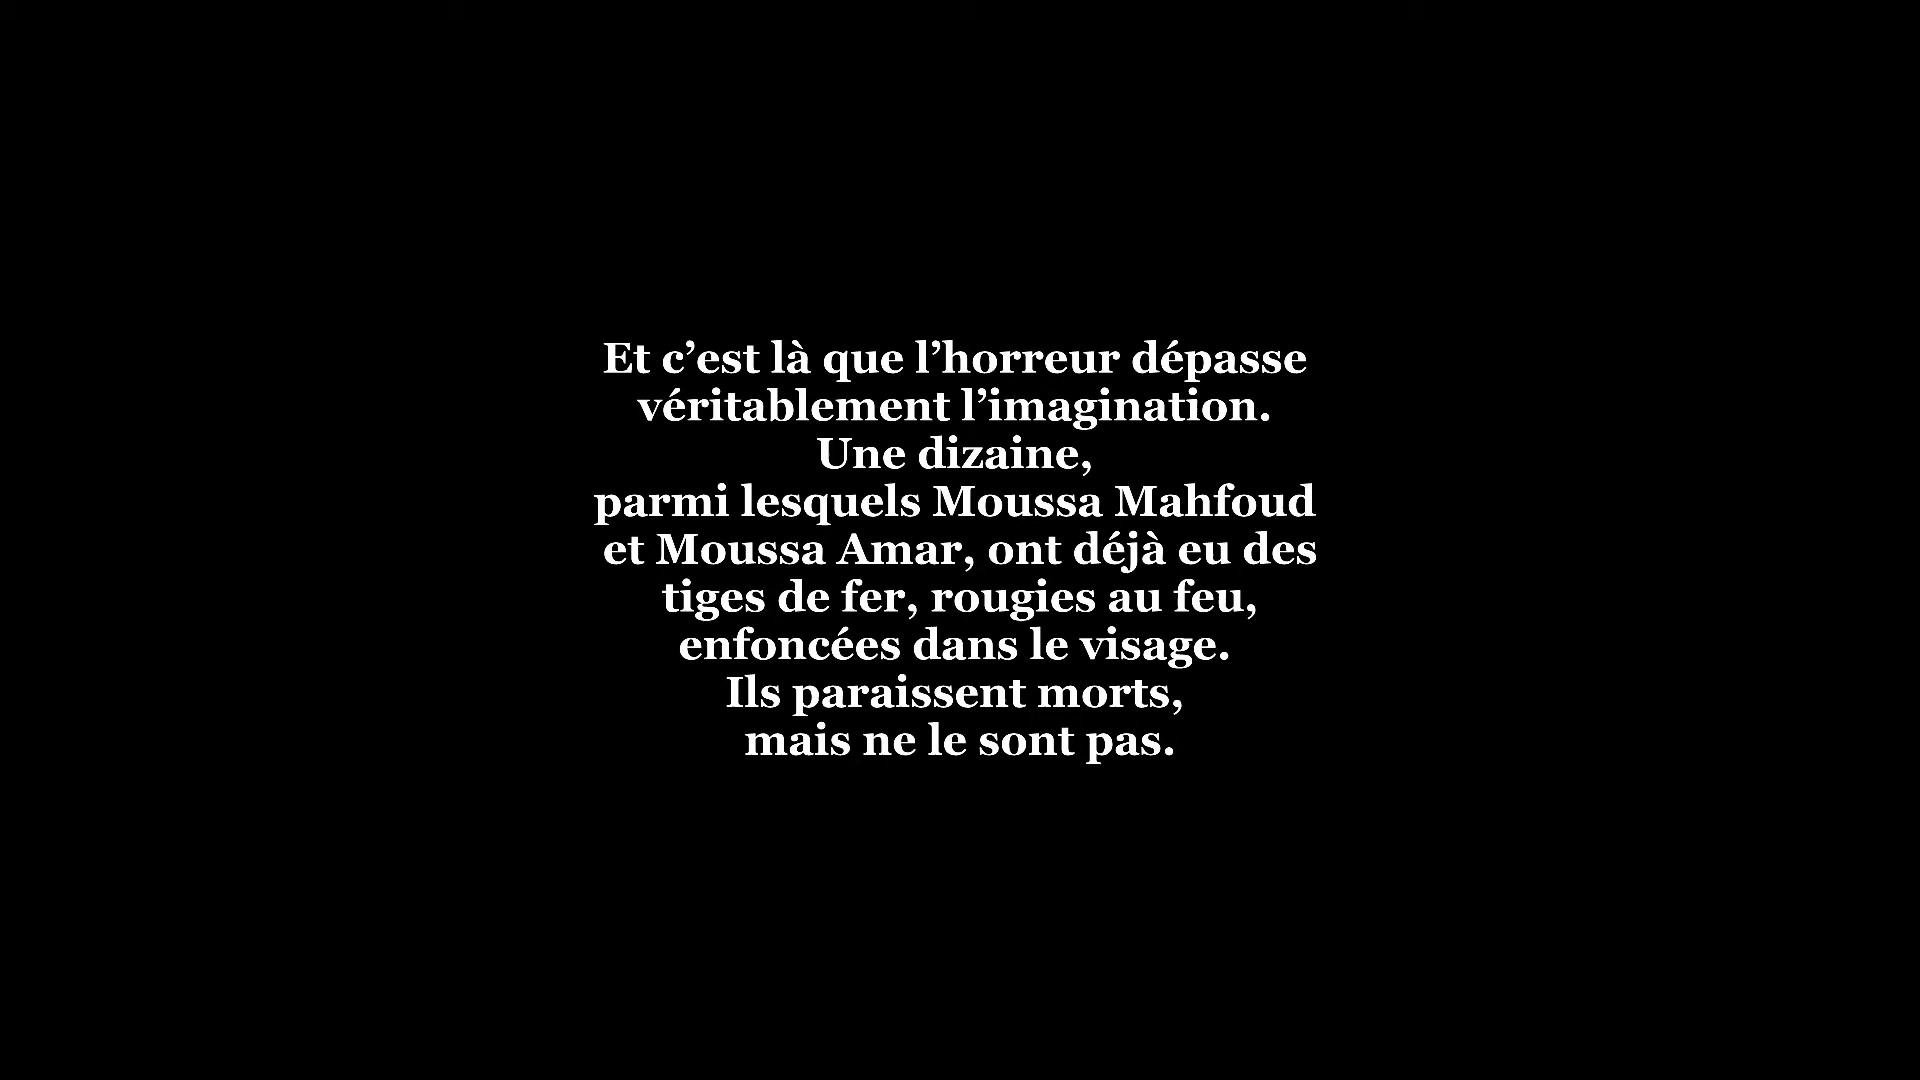 Et c’est là que l’horreur dépasse
véritablement l’imagination.
Une dizaine,
parmi lesquels Moussa Mahfoud
et Moussa Amar, ont déjà eu des
tiges de fer, rougies au feu,
enfoncées dans le visage.
Ils paraissent morts,
mais ne le sont pas.